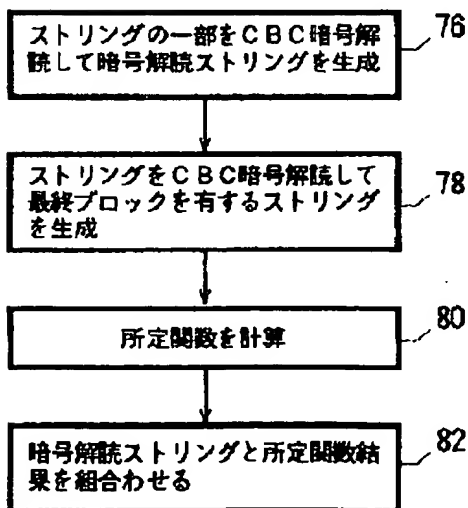 ストリングの一部をCBC暗号解
読して暗号解読ストリングを生成
76
ストリングをCBC暗号解読して
最終ブロックを有するストリング
を生成
78
所定関数を計算
80
暗号解読ストリングと所定関数結
果を組合わせる
82